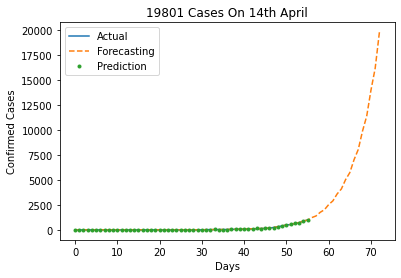 19801 Cases On 14th April
Actual
Forecasting
Prediction
Confirmed Cases
20000
17500
15000
12500
10000
7500
5000
2500
0
0 10 20 30 40 50 60 70
Days